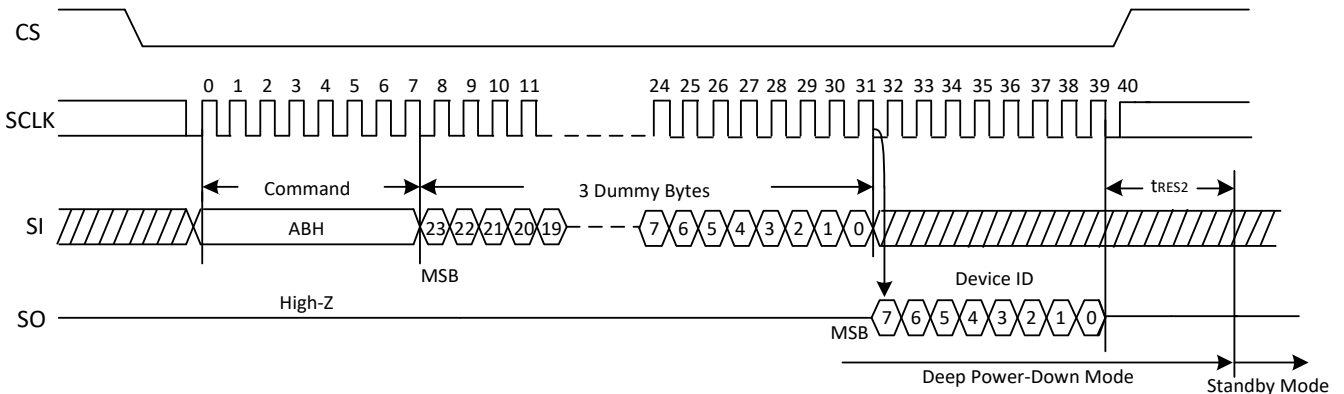 CS
0 1 2 3 4 5 6 7 8 9 10 11 24 25 26 27 28 29 30 31 32 33 34 35 36 37 38 39 40
SCLK
Command 3 Dummy Bytes tRES2
SI ABH 23 22 21 20 19 7 6 5 4 3 2 1 0
MSB Device ID
High-Z
SO 7 6 5 4 3 2 1 0
MSB
Deep Power-Down Mode Standby Mode